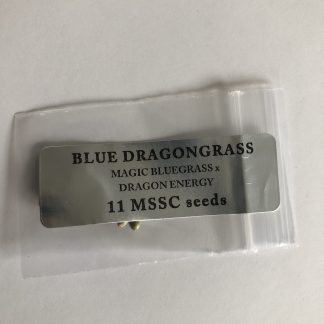 BLUE DRAGONGRASS
MAGIC BLUEGRASS x
DRAGON ENERGY
11 MSSC seeds